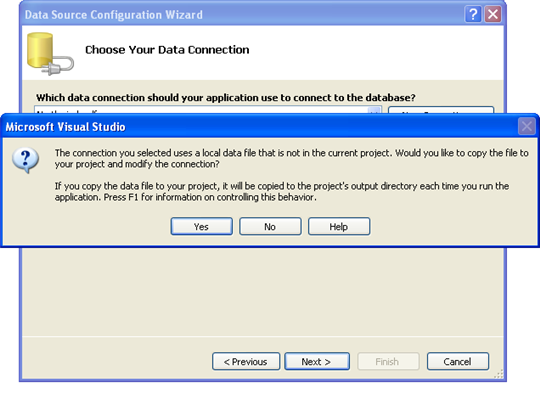 Data Source Configuration Wizard
Choose Your Data Connection
Which data connection should your application use to connect to the database?
Microsoft Visual Studio
The connection you selected uses a local data file that is not in the current project. Would you like to copy the file to
your project and modify the connection?
If you copy the data file to your project, it will be copied to the project's output directory each time you run the
application. Press F1 for information on controlling this behavior.
Yes No Help
< Previous Next > Finish Cancel